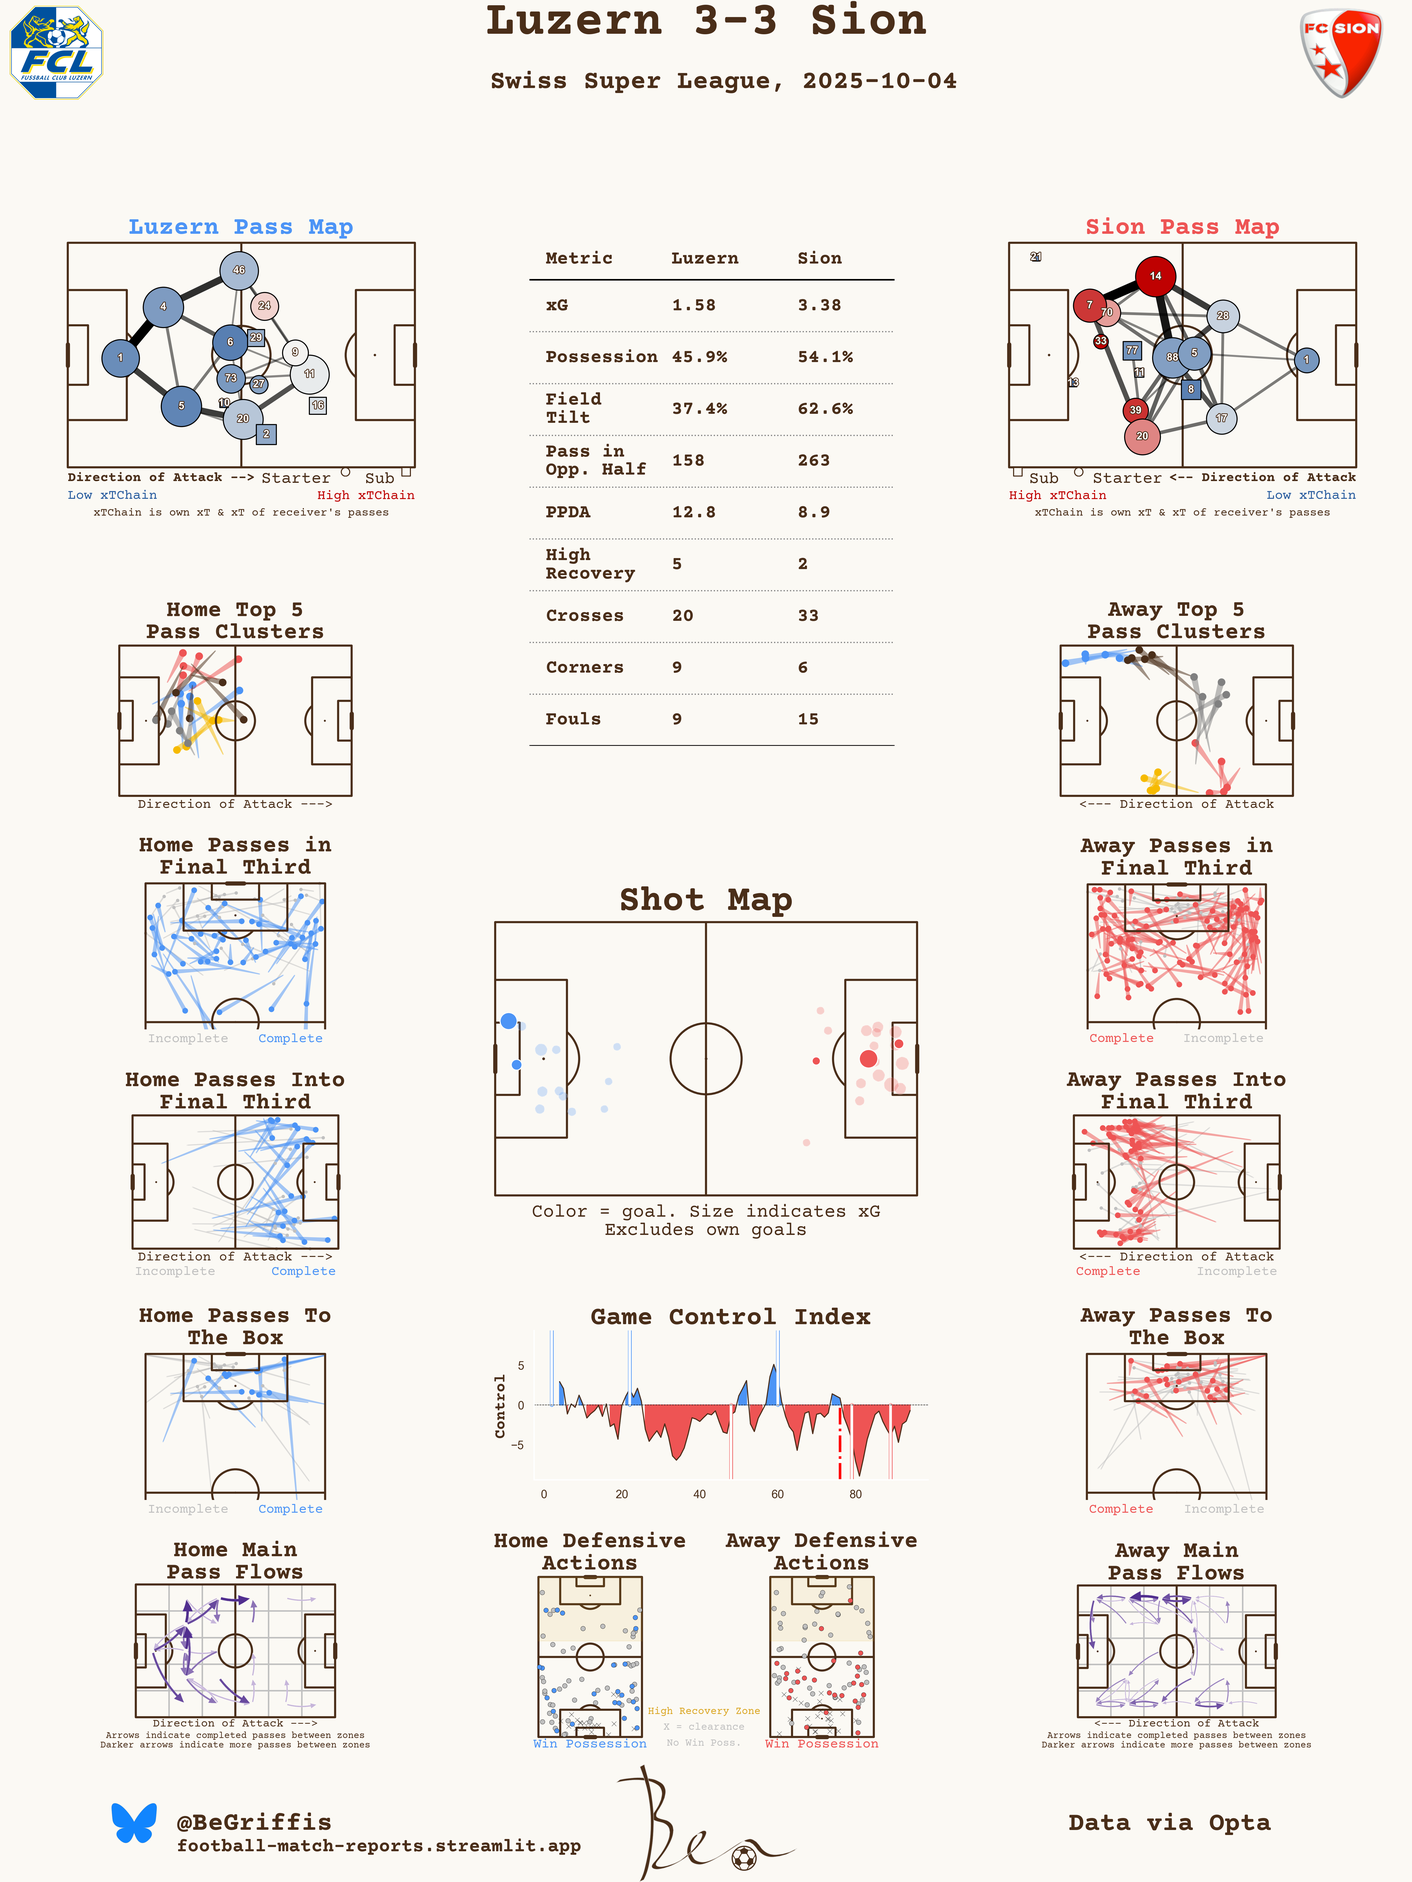 Luzern 3-3 Sion
Swiss Super League, 2025-10-04
FCL
FUSSBALL CLUB LUZERN
FC SION
Luzern Pass Map
46
4
24
6
29
9
1
73
27
11
10
16
5
20
2
Direction of Attack --> Starter Sub
Low xTChain High xTChain
xTChain is own xT & xT of receiver's passes
Metric Luzern Sion
xG 1.58 3.38
Possession 45.9% 54.1%
Field
Tilt 37.4% 62.6%
Pass in
Opp. Half 158 263
PPDA 12.8 8.9
High
Recovery 5 2
Crosses 20 33
Corners 9 6
Fouls 9 15
Sion Pass Map
21
14
7
70
28
33
77
88
5
1
11
13
8
39
17
20
Sub Starter <-- Direction of Attack
High xTChain Low xTChain
xTChain is own xT & xT of receiver's passes
Home Top 5
Pass Clusters
Direction of Attack --->
Away Top 5
Pass Clusters
<--- Direction of Attack
Home Passes in
Final Third
Incomplete Complete
Away Passes in
Final Third
Complete Incomplete
Shot Map
Color = goal. Size indicates xG
Excludes own goals
Home Passes Into
Final Third
Direction of Attack --->
Incomplete Complete
Away Passes Into
Final Third
<--- Direction of Attack
Complete Incomplete
Home Passes To
The Box
Incomplete Complete
Game Control Index
Control
5
0
−5
0 20 40 60 80
Away Passes To
The Box
Complete Incomplete
Home Main
Pass Flows
Direction of Attack --->
Arrows indicate completed passes between zones
Darker arrows indicate more passes between zones
Home Defensive
Actions
Win Possession
Away Defensive
Actions
Win Possession
High Recovery Zone
X = clearance
No Win Poss.
Away Main
Pass Flows
<--- Direction of Attack
Arrows indicate completed passes between zones
Darker arrows indicate more passes between zones
@BeGriffis
football-match-reports.streamlit.app
Ben
Data via Opta